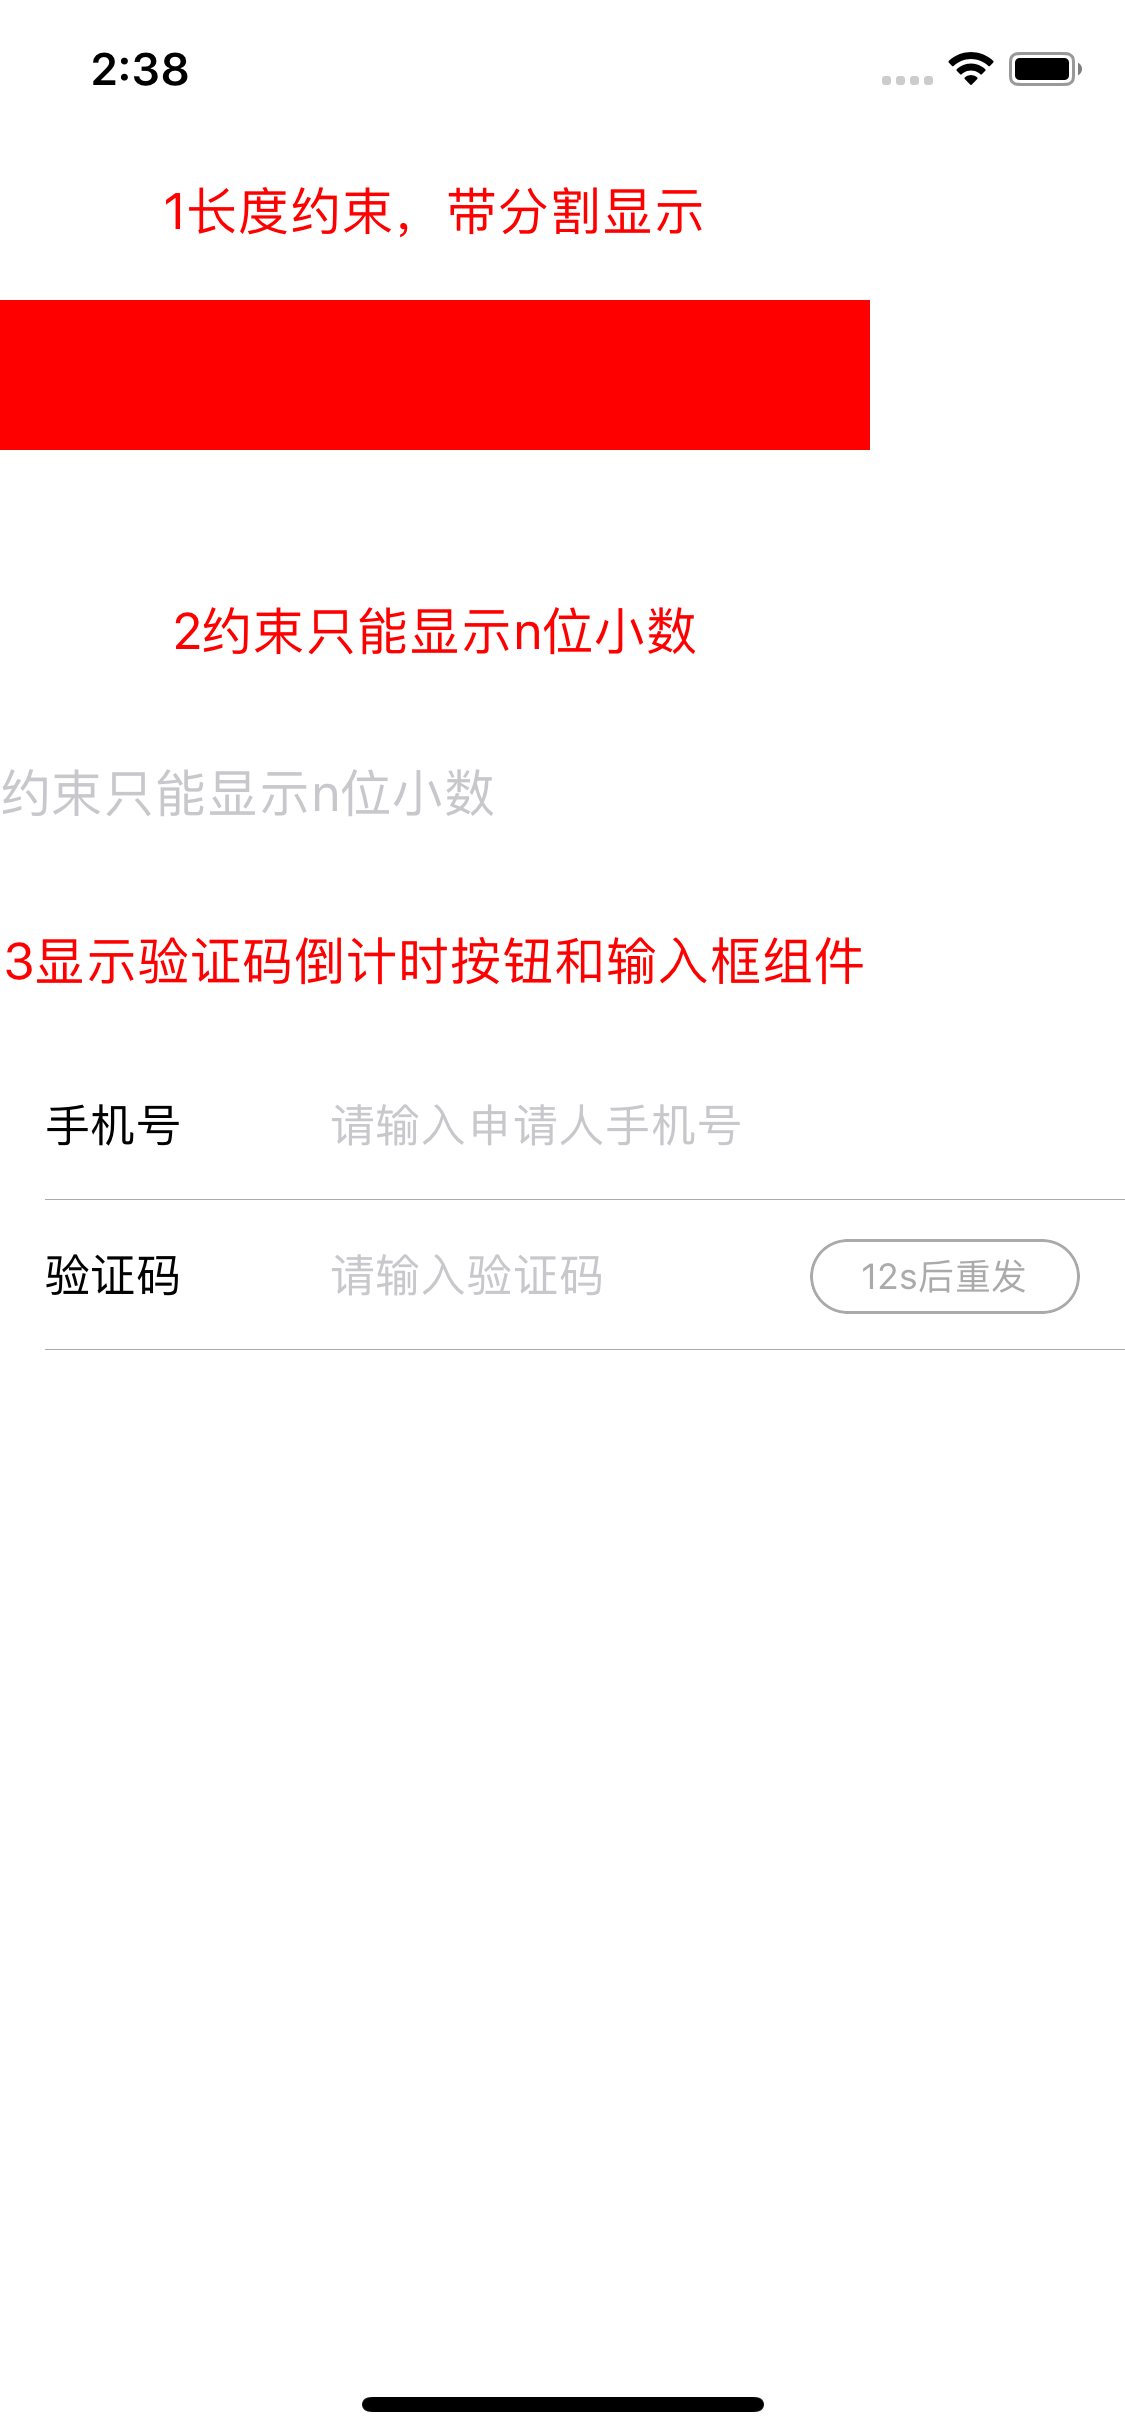 2:38
1长度约束，带分割显示
2约束只能显示n位小数
约束只能显示n位小数
3显示验证码倒计时按钮和输入框组件
手机号 请输入申请人手机号
验证码 请输入验证码 12s后重发